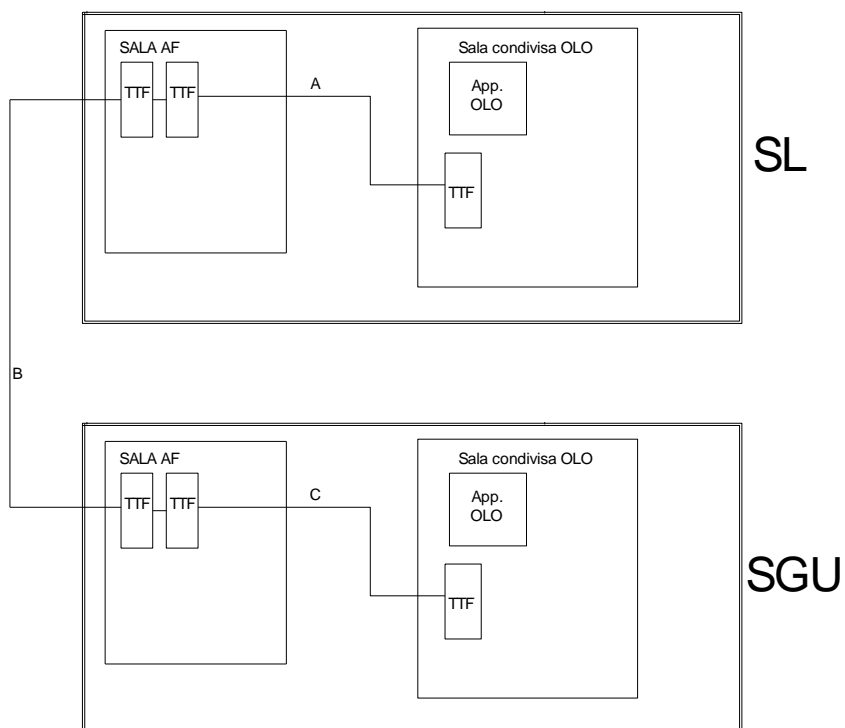 SALA AF
Sala condivisa OLO
TTF
TTF
A
App.
OLO
TTF
SL
B
SALA AF
Sala condivisa OLO
TTF
TTF
C
App.
OLO
TTF
SGU